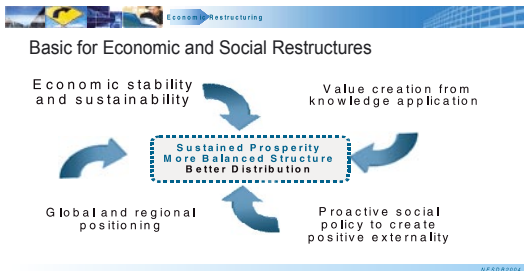 Economic Restructuring
Basic for Economic and Social Restructures
Economic stability
and sustainability
Value creation from
knowledge application
Sustained Prosperity
More Balanced Structure
Better Distribution
Global and regional
positioning
Proactive social
policy to create
positive externality
NESDB2004